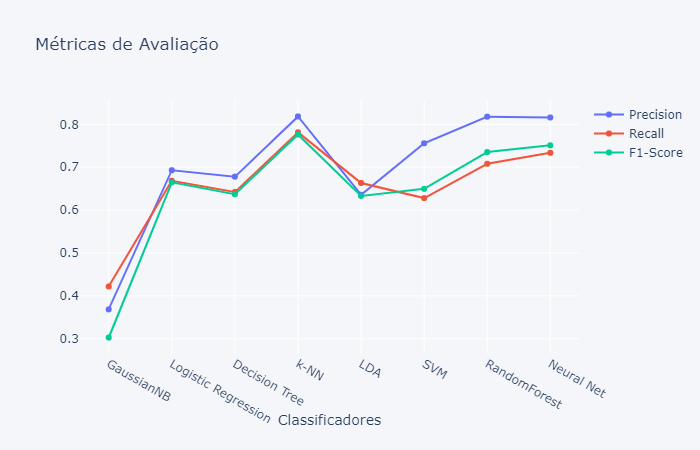 Métricas de Avaliação
Precision
Recall
F1-Score
0.8
0.7
0.6
0.5
0.4
0.3
GaussianNB
Logistic Regression
Decision Tree
k-NN
LDA
SVM
RandomForest
Neural Net
Classificadores